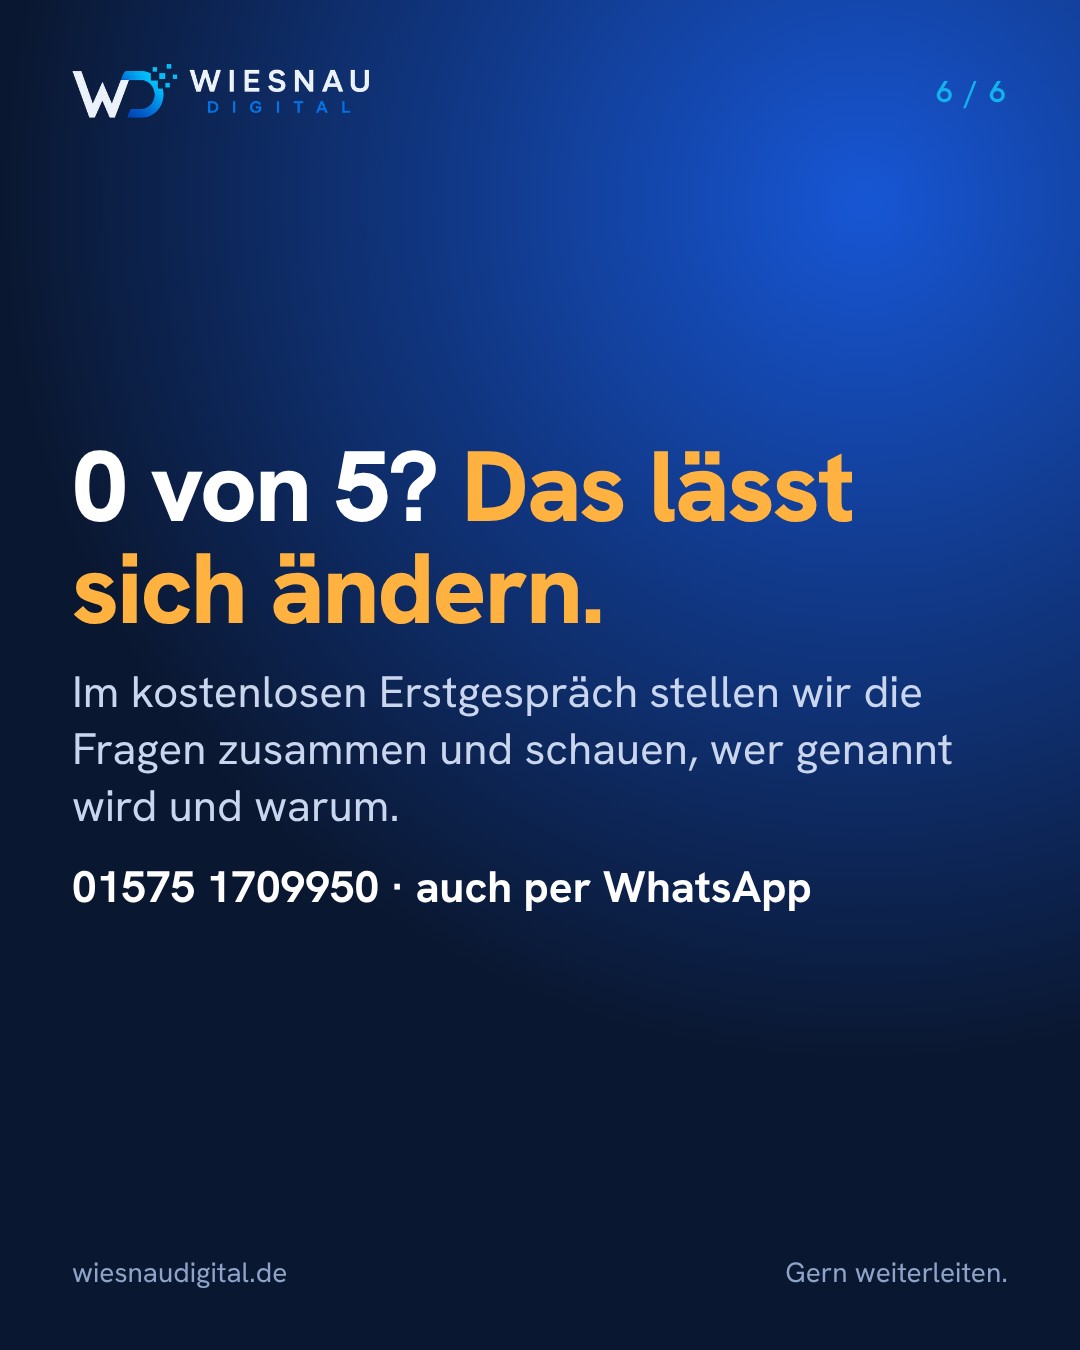 WD WIESNAU
DIGITAL
6 / 6
0 von 5? Das lässt
sich ändern.
Im kostenlosen Erstgespräch stellen wir die
Fragen zusammen und schauen, wer genannt
wird und warum.
01575 1709950 · auch per WhatsApp
wiesnaudigital.de
Gern weiterleiten.